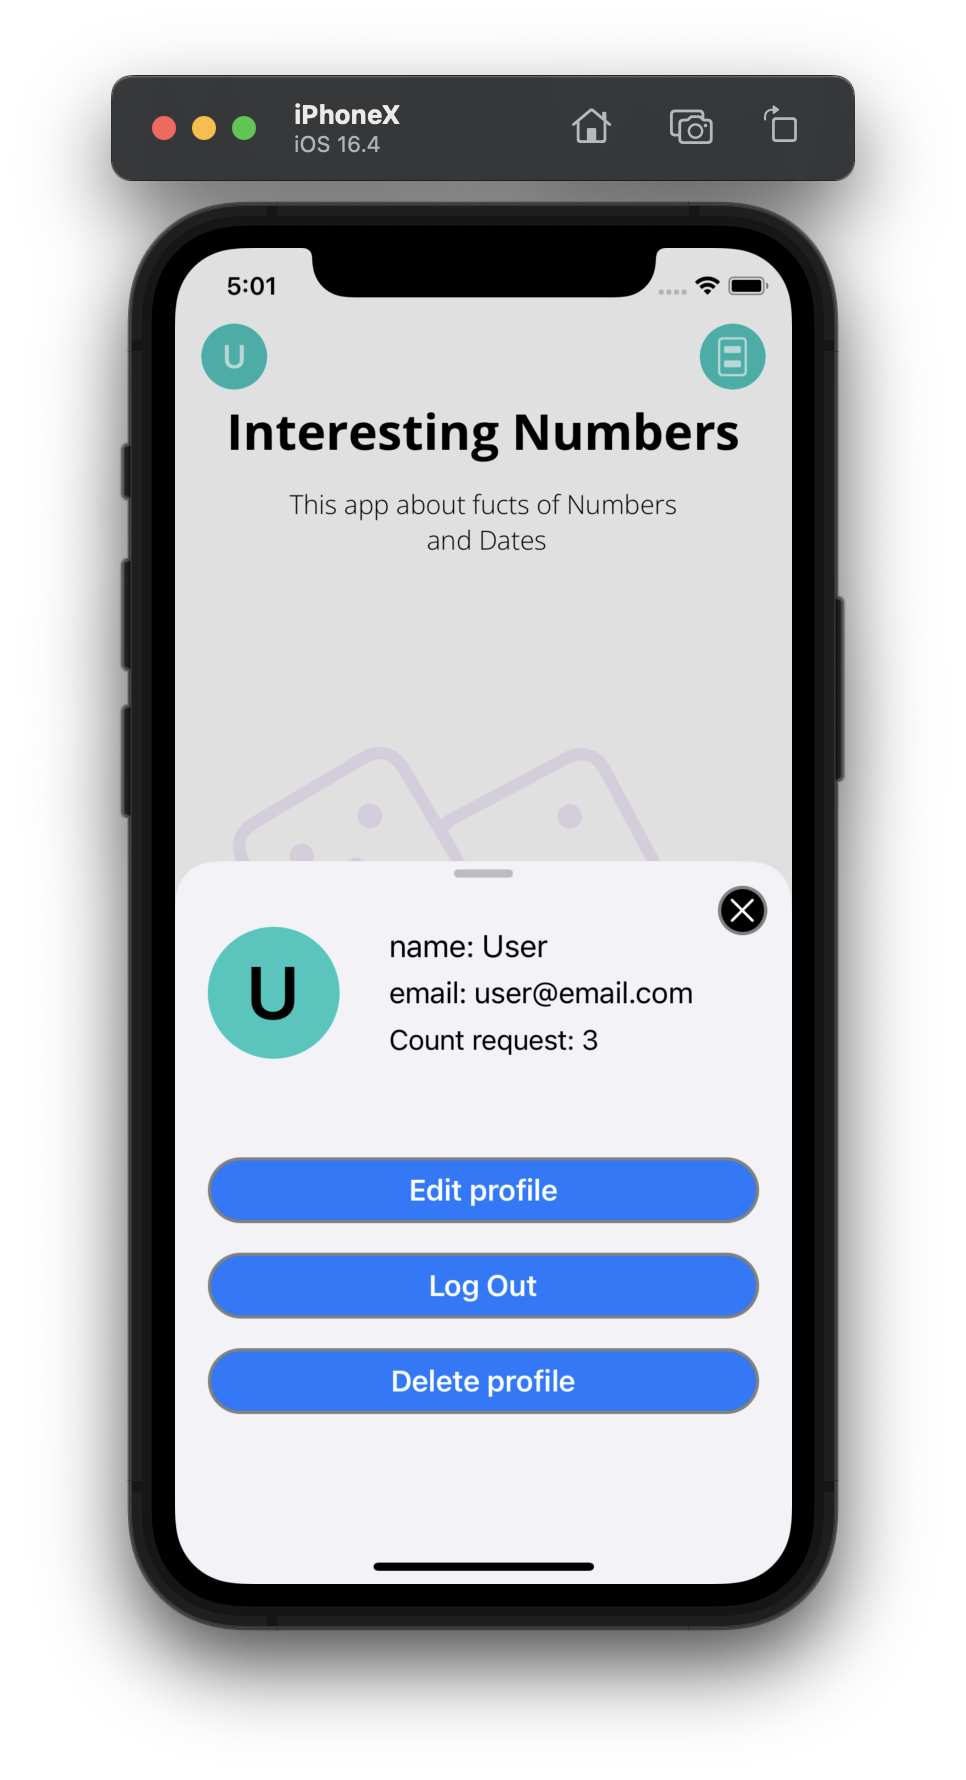 iPhoneX
iOS 16.4
5:01
U
Interesting Numbers
This app about fucts of Numbers
and Dates
U
name: User
email: user@email.com
Count request: 3
Edit profile
Log Out
Delete profile